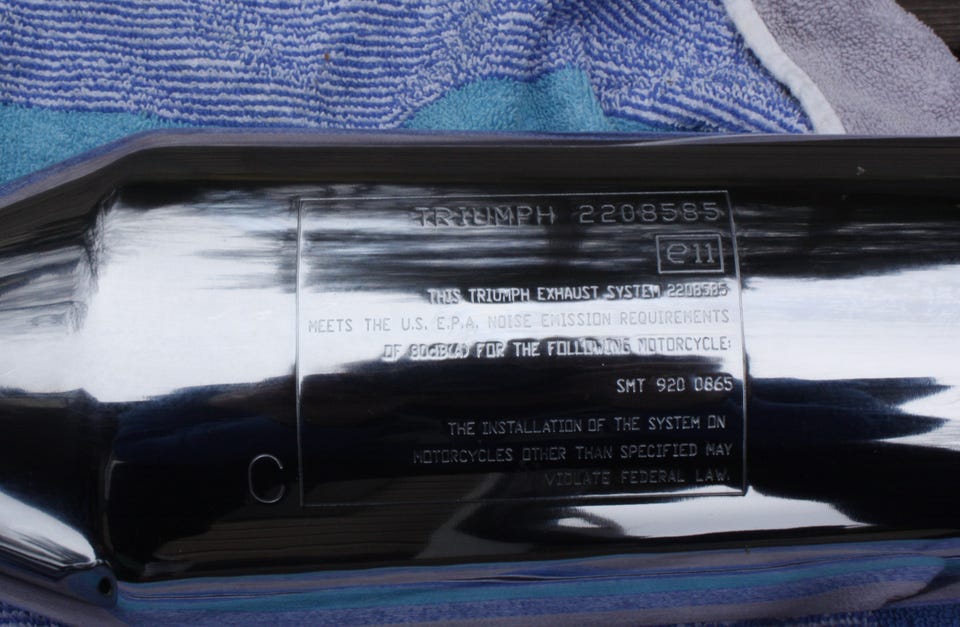 TRIUMPH 2208585
e11
THIS TRIUMPH EXHAUST SYSTEM 2208585
MEETS THE U.S. E.P.A. NOISE EMISSION REQUIREMENTS
OF 80dB(A) FOR THE FOLLOWING MOTORCYCLE:
SMT 920 0865
THE INSTALLATION OF THE SYSTEM ON
MOTORCYCLES OTHER THAN SPECIFIED MAY
VIOLATE FEDERAL LAW.
C